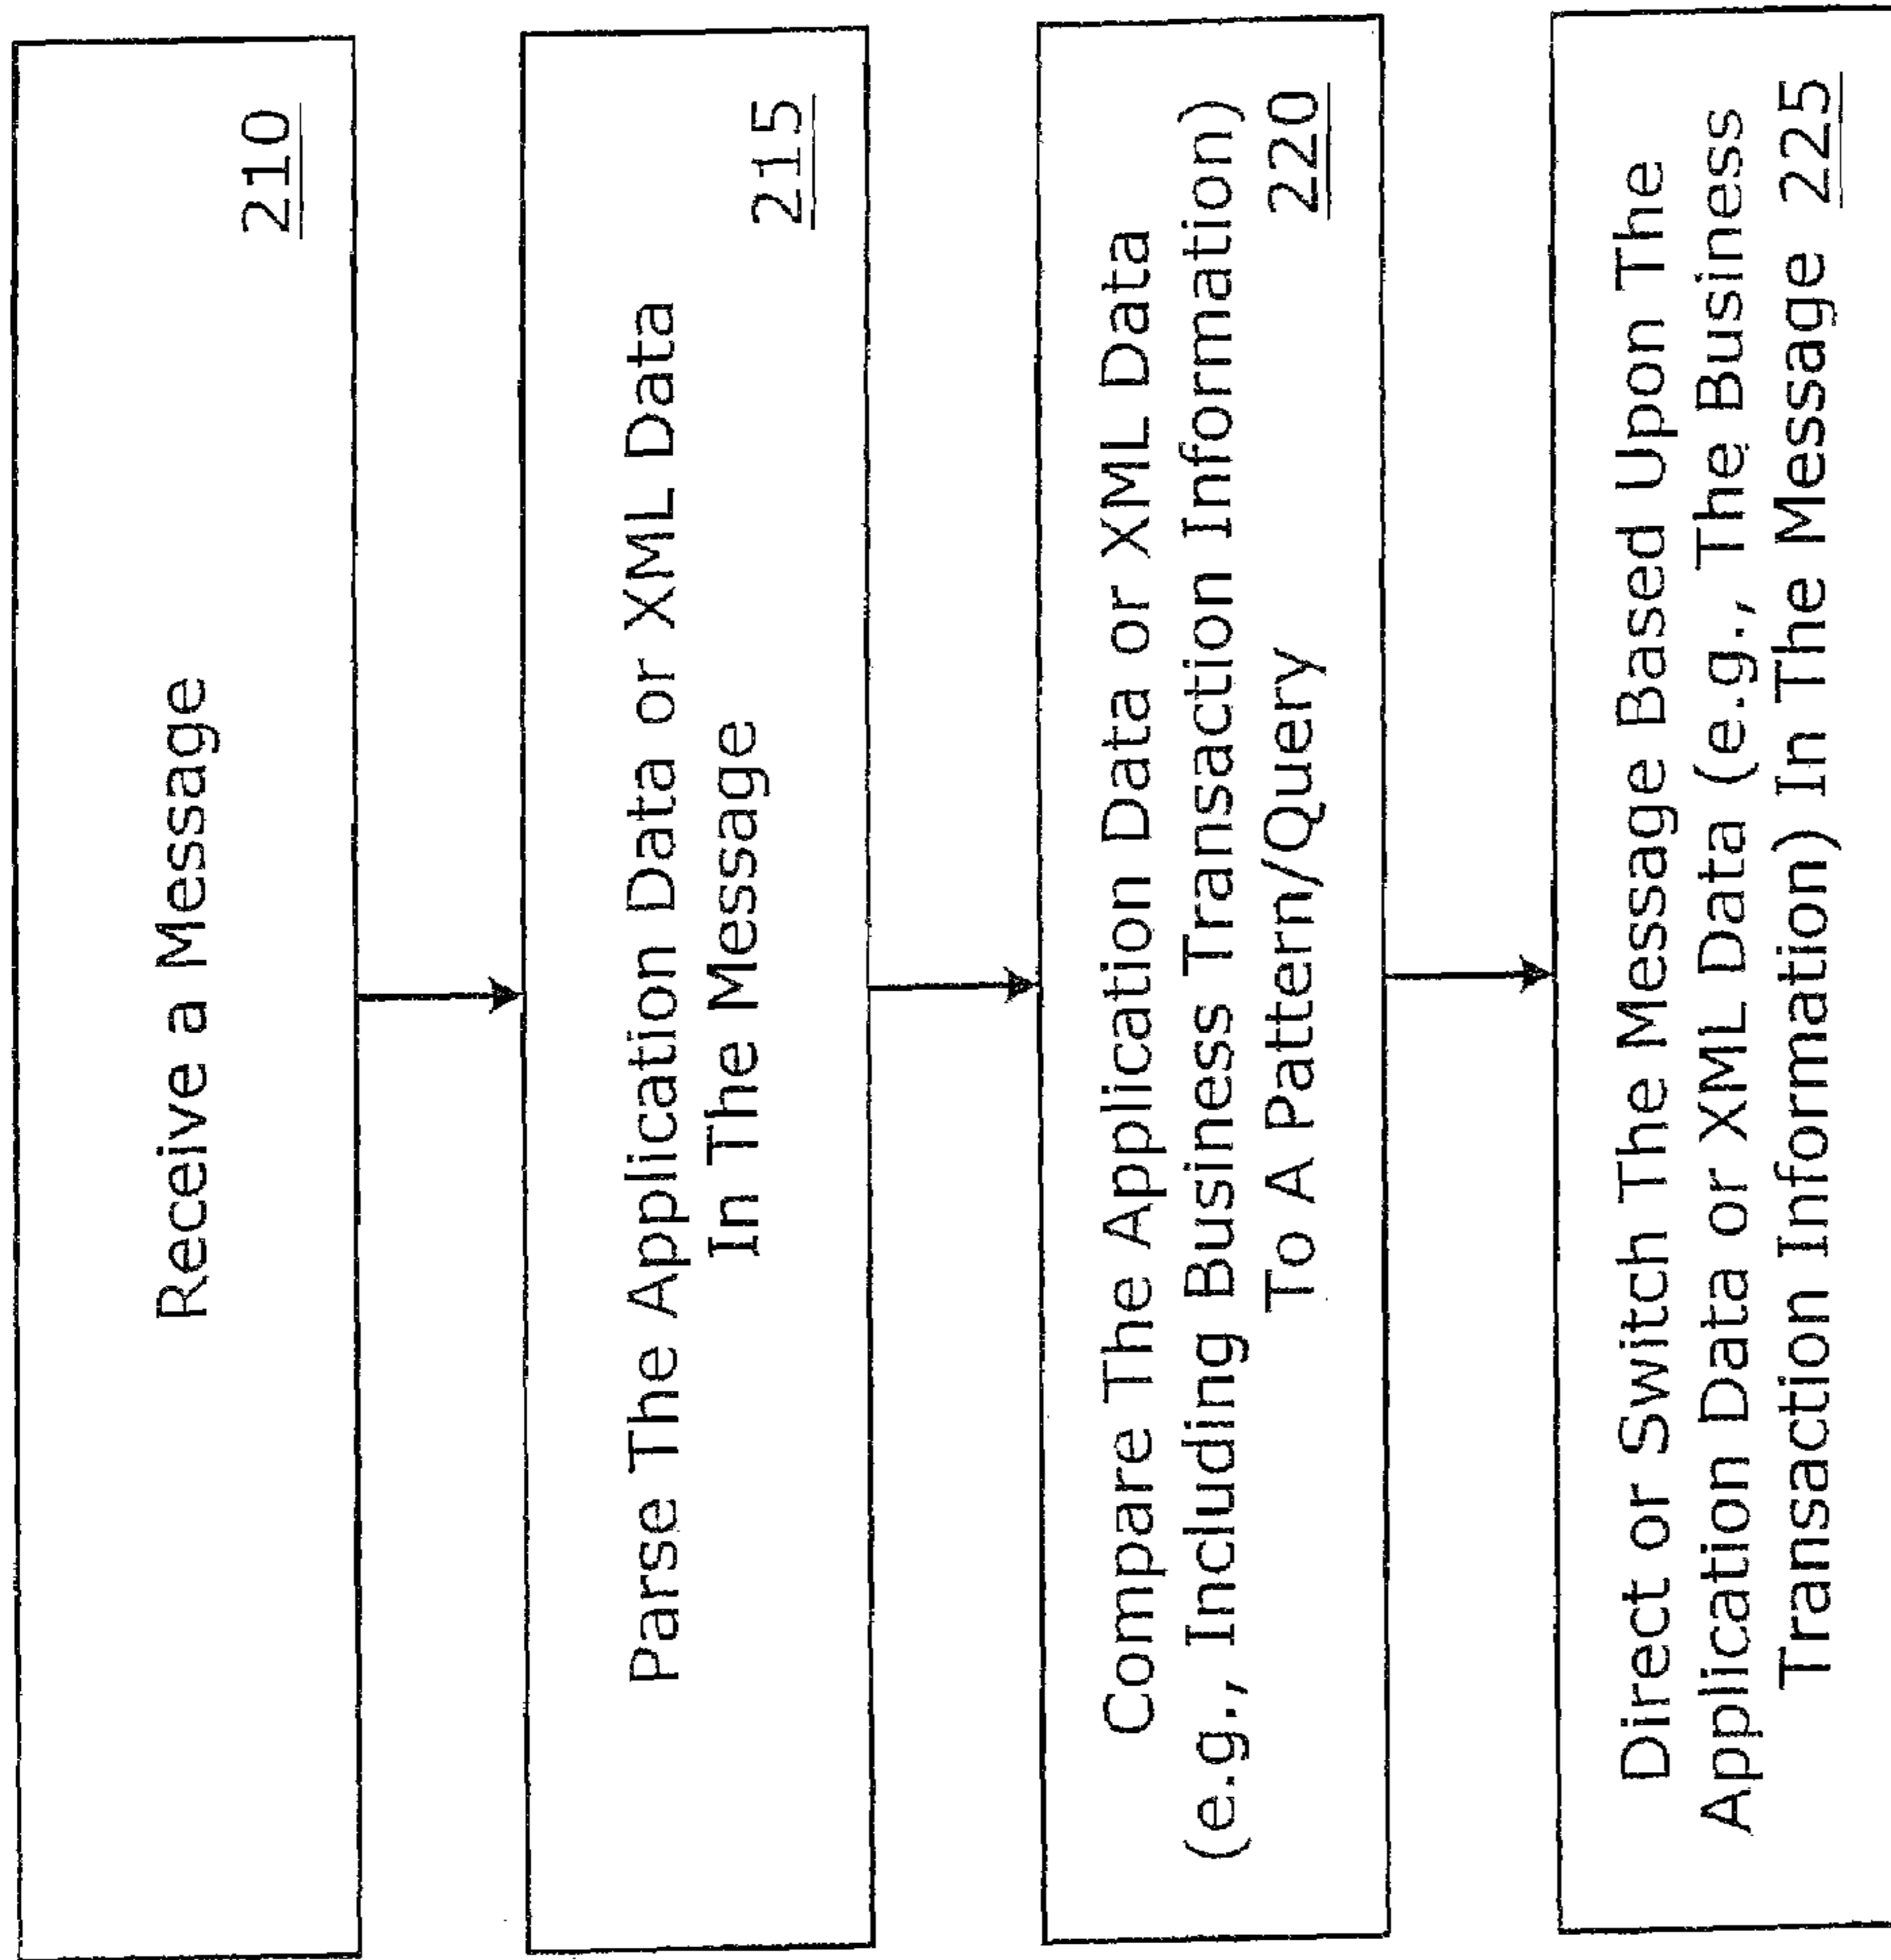 Receive a Message
210
Parse The Application Data or XML Data
In The Message
215
Compare The Application Data or XML Data
(e.g., Including Business Transaction Information)
To A Pattern/Query 220
Direct or Switch The Message Based Upon The
Application Data or XML Data (e.g., The Business
Transaction Information) In The Message 225